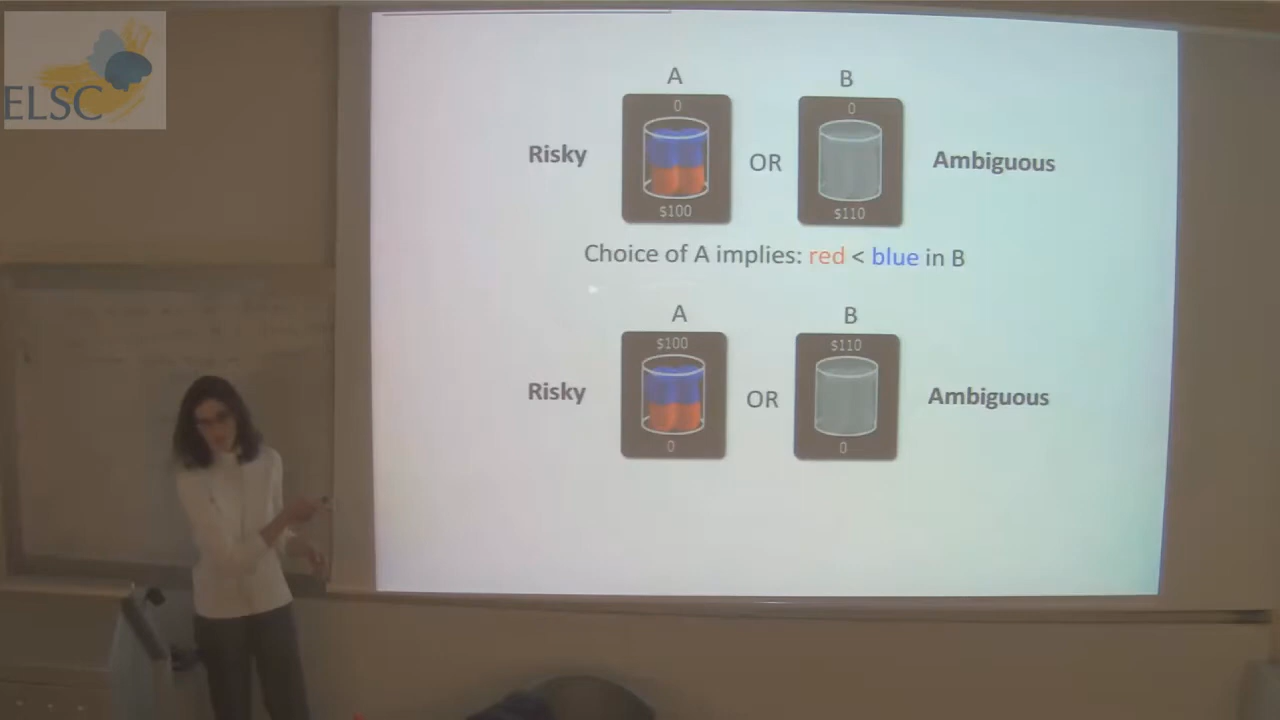 ELSC
A B
0 0
Risky OR Ambiguous
$100 $110
Choice of A implies: red < blue in B
A B
$100 $110
Risky OR Ambiguous
0 0